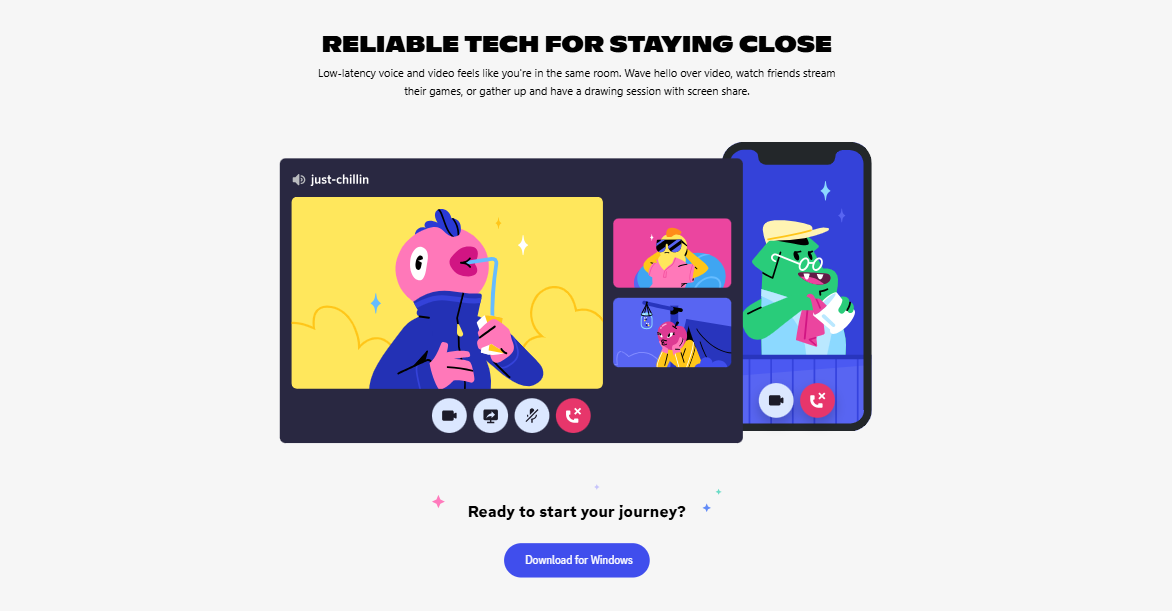 RELIABLE TECH FOR STAYING CLOSE
Low-latency voice and video feels like you're in the same room. Wave hello over video, watch friends stream
their games, or gather up and have a drawing session with screen share.
just-chillin
Ready to start your journey?
Download for Windows